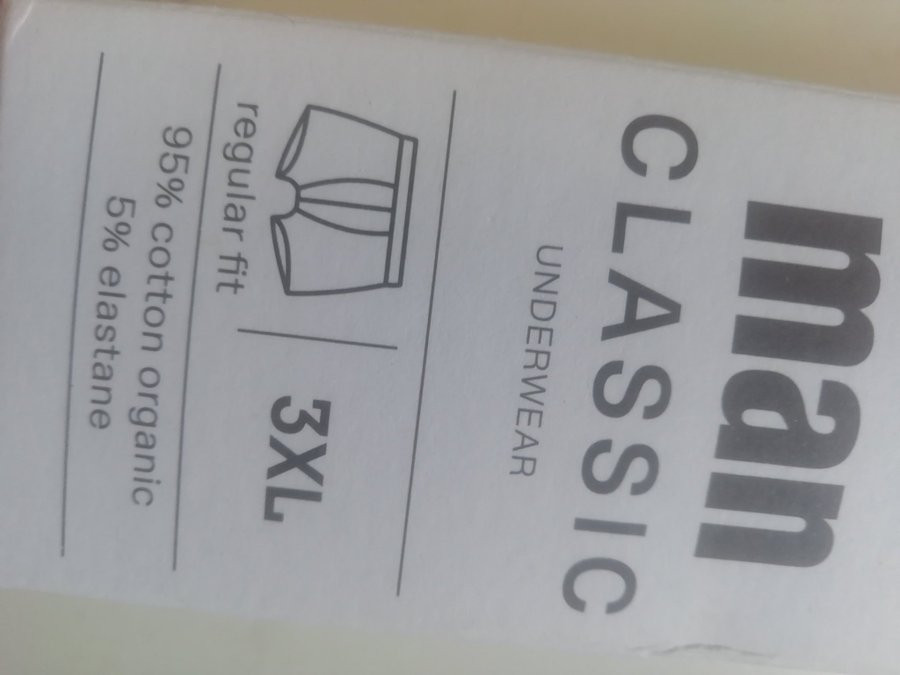 man
CLASSIC
UNDERWEAR
regular fit
3XL
95% cotton organic
5% elastane